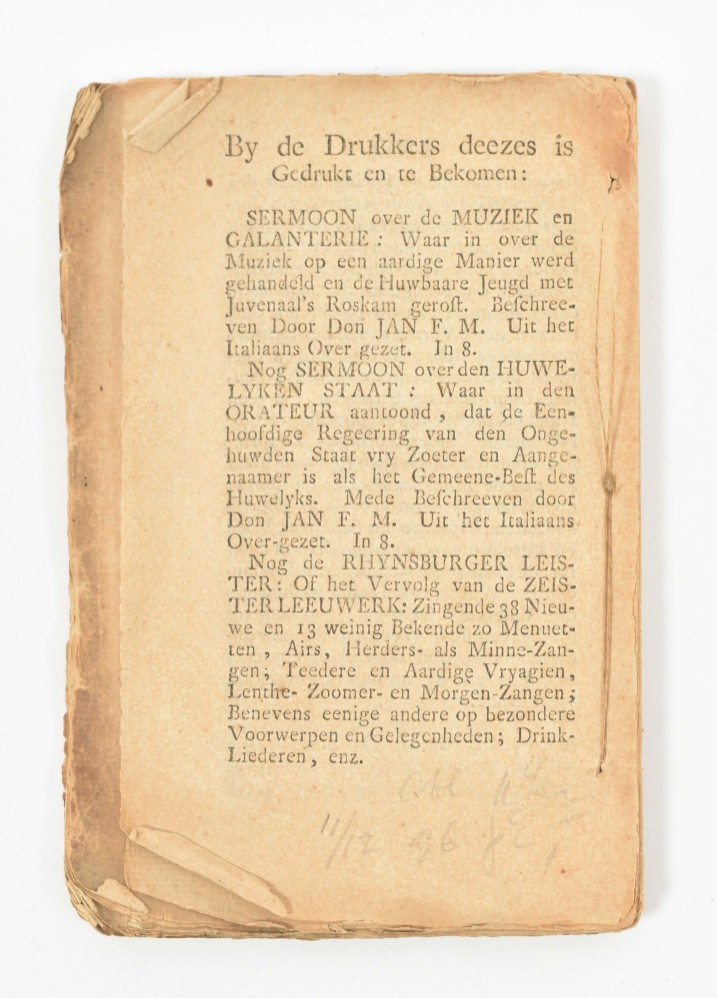 By de Drukkers deezes is
Gedrukt en te Bekomen:
SERMOON over de MUZIEK en
GALANTERIE: Waar in over de
Muziek op een aardige Manier werd
gehandeld en de Huwbaare Jeugd met
Juvenaal's Roskam geroſt. Beſchree-
ven Door Don JAN F. M. Uit het
Italiaans Over gezet. In 8.
Nog SERMOON over den HUWE-
LYKEN STAAT: Waar in den
ORATEUR aantoond, dat de Een-
hoofdige Regeering van den Onge-
huwden Staat vry Zoeter en Aange-
naamer is als het Gemeene-Beſt des
Huwelyks. Mede Beſchreeven door
Don JAN F. M. Uit het Italiaans
Over-gezet. In 8.
Nog de RHYNSBURGER LEIS-
TER: Of het Vervolg van de ZEIS-
TER LEEUWERK: Zingende 38 Nieu-
we en 13 weinig Bekende zo Menuet-
ten, Airs, Herders- als Minne-Zan-
gen; Teedere en Aardige Vryagien,
Lenthe- Zoomer- en Morgen-Zangen;
Benevens eenige andere op bezondere
Voorwerpen en Gelegenheden; Drink-
Liederen, enz.
11/12 96